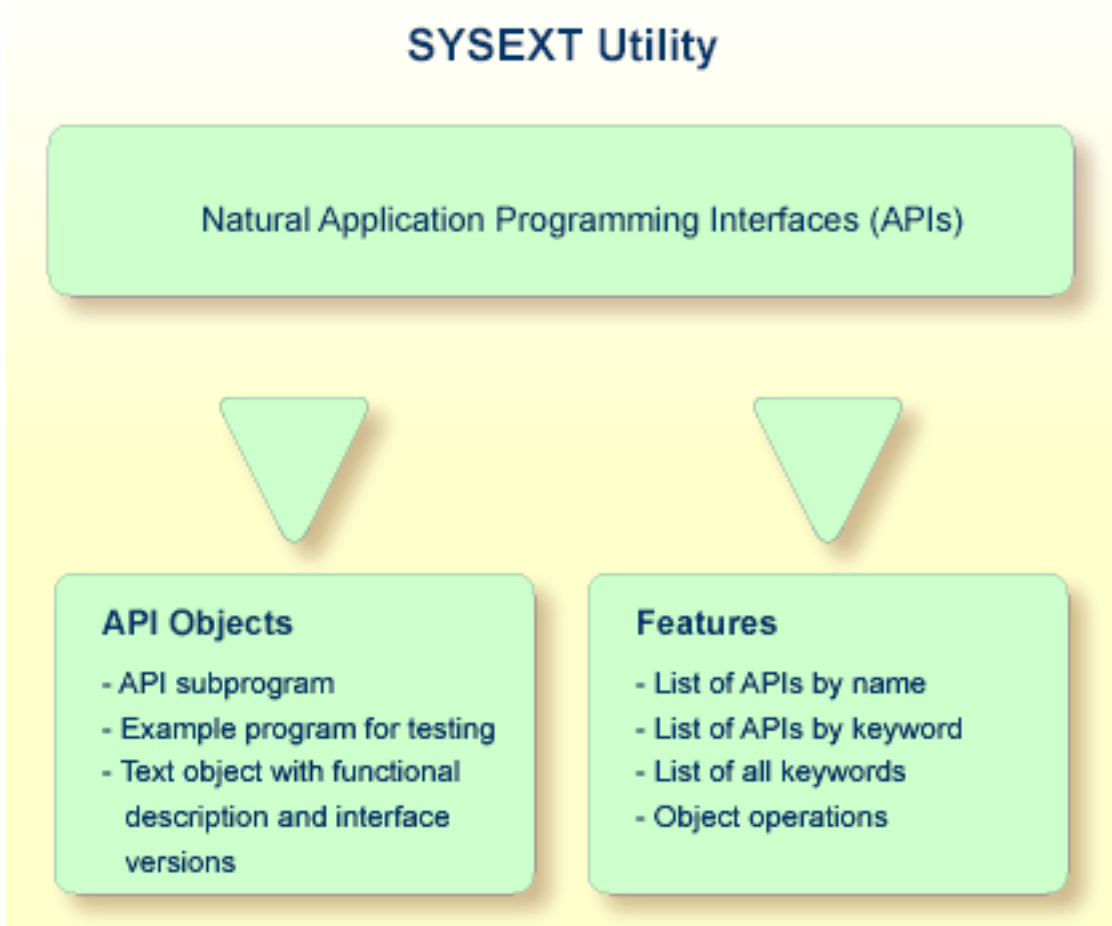 SYSEXT Utility
Natural Application Programming Interfaces (APIs)
API Objects
- API subprogram
- Example program for testing
- Text object with functional
description and interface
versions
Features
- List of APIs by name
- List of APIs by keyword
- List of all keywords
- Object operations